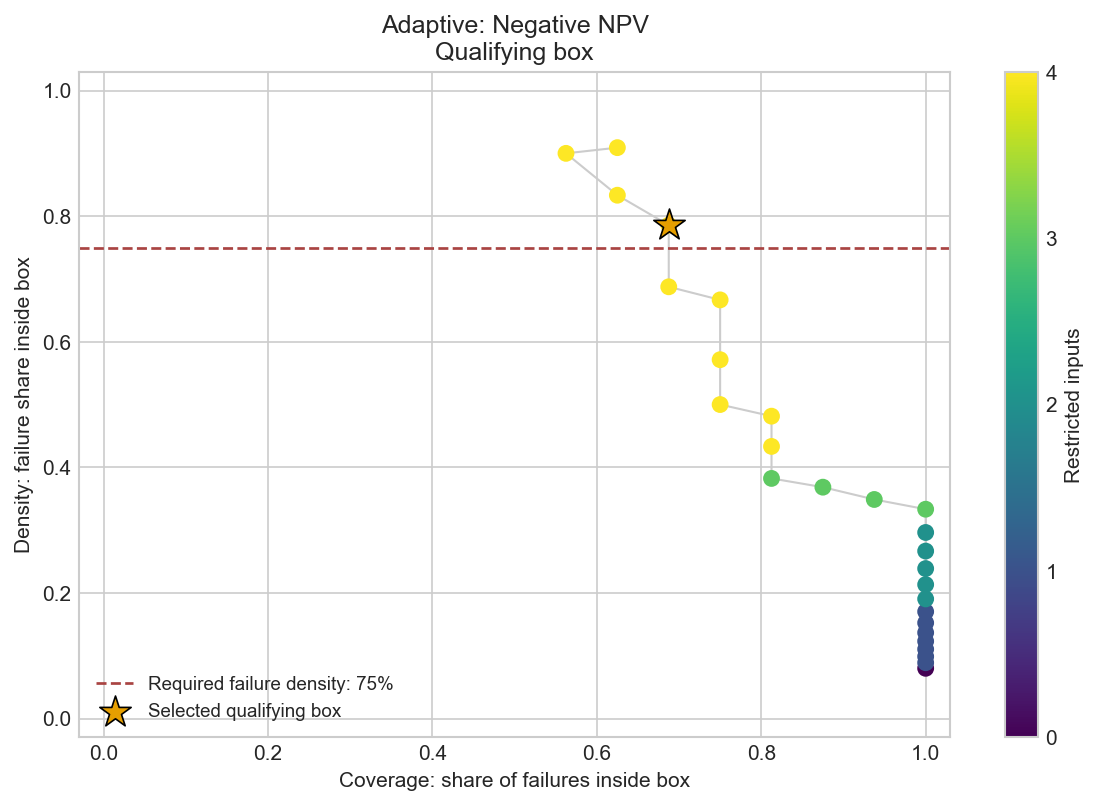 Adaptive: Negative NPV
Qualifying box
1.0
0.8
0.6
0.4
0.2
0.0
Density: failure share inside box
Required failure density: 75%
Selected qualifying box
0.0 0.2 0.4 0.6 0.8 1.0
Coverage: share of failures inside box
4
3
2
1
0
Restricted inputs